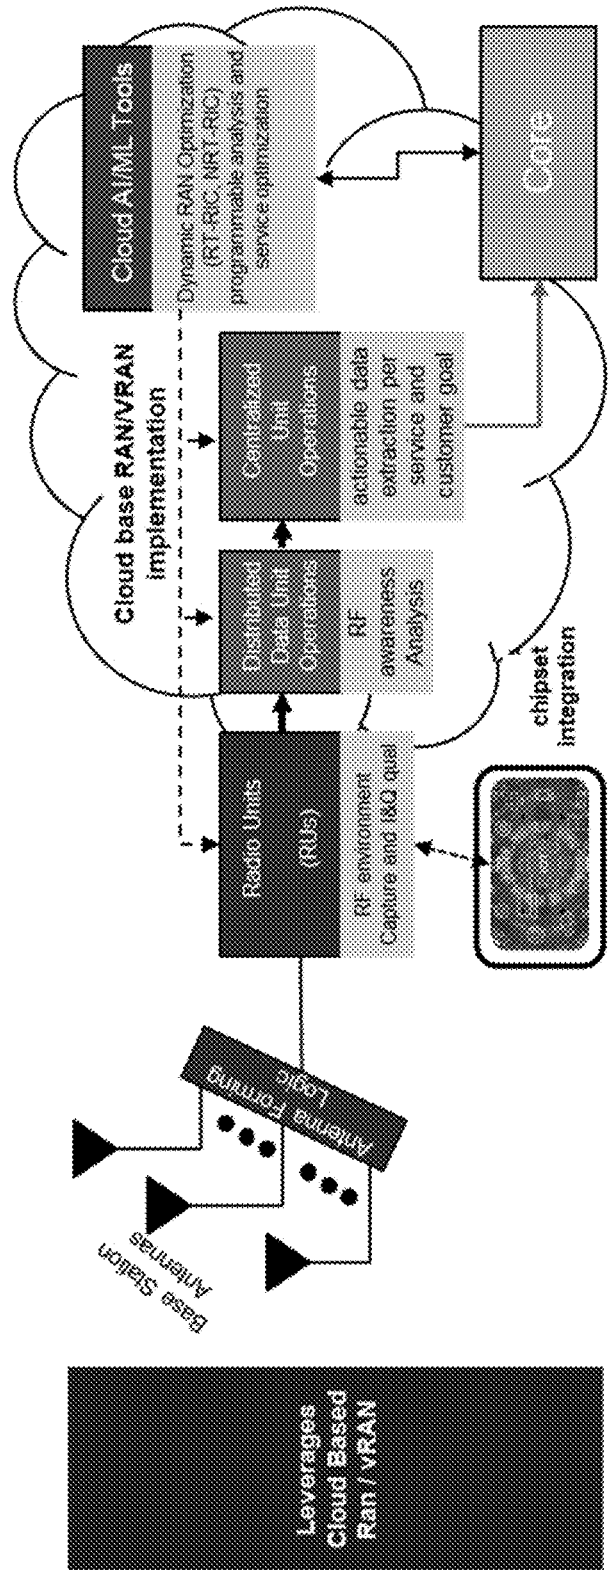 Leverages
Cloud Based
Ran / vRAN
Base Station
Antennas
Antenna Forming
Logic
Radio Units
(RUs)
RF environment
Capture and I&Q qual
chipset
integration
Cloud base RAN/VRAN
implementation
Distributed
Data Unit
Operations
RF
awareness
Analysis
Centralized
Unit
Operations
actionable data
extraction per
service and
customer goal
Cloud AI/ML Tools
Dynamic RAN Optimization
(RT-RIC, NRT-RIC)
programmable analysis and
service optimization
Core